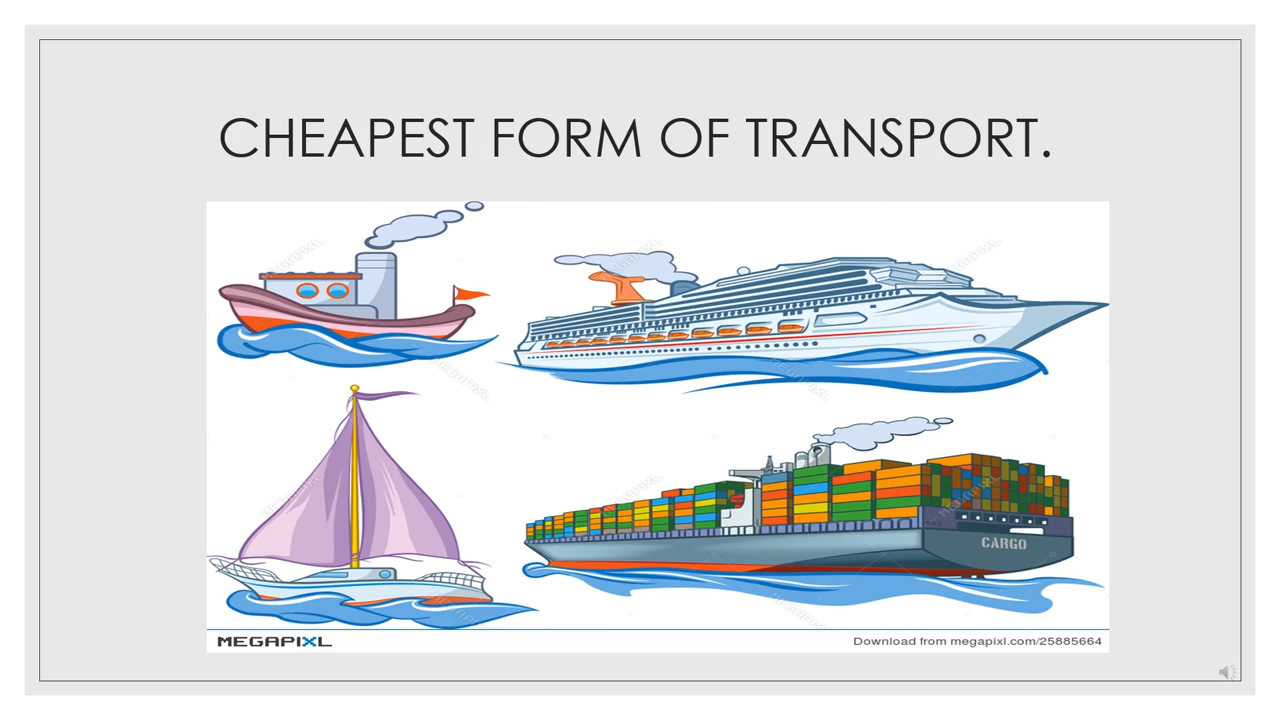 CHEAPEST FORM OF TRANSPORT.
CARGO
MEGAPIXL
Download from megapixl.com/25885664